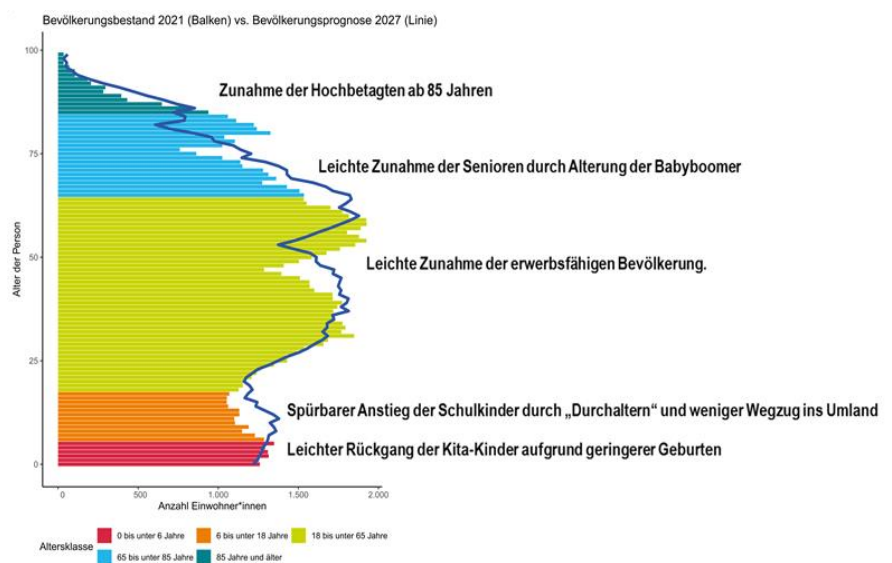 Bevölkerungsbestand 2021 (Balken) vs. Bevölkerungsprognose 2027 (Linie)
100
Zunahme der Hochbetagten ab 85 Jahren
75
Leichte Zunahme der Senioren durch Alterung der Babyboomer
Alter der Person
50
Leichte Zunahme der erwerbsfähigen Bevölkerung.
25
Spürbarer Anstieg der Schulkinder durch „Durchaltern“ und weniger Wegzug ins Umland
Leichter Rückgang der Kita-Kinder aufgrund geringerer Geburten
0
0 500 1.000 1.500 2.000
Anzahl Einwohner*innen
Altersklasse
0 bis unter 6 Jahre 6 bis unter 18 Jahre 18 bis unter 65 Jahre
65 bis unter 85 Jahre 85 Jahre und älter